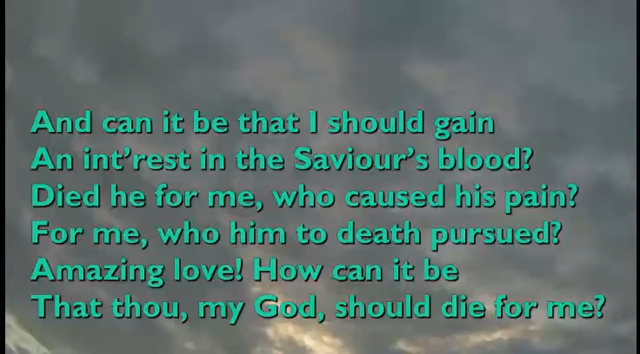 And can it be that I should gain
An int'rest in the Saviour's blood?
Died he for me, who caused his pain?
For me, who him to death pursued?
Amazing love! How can it be
That thou, my God, should die for me?